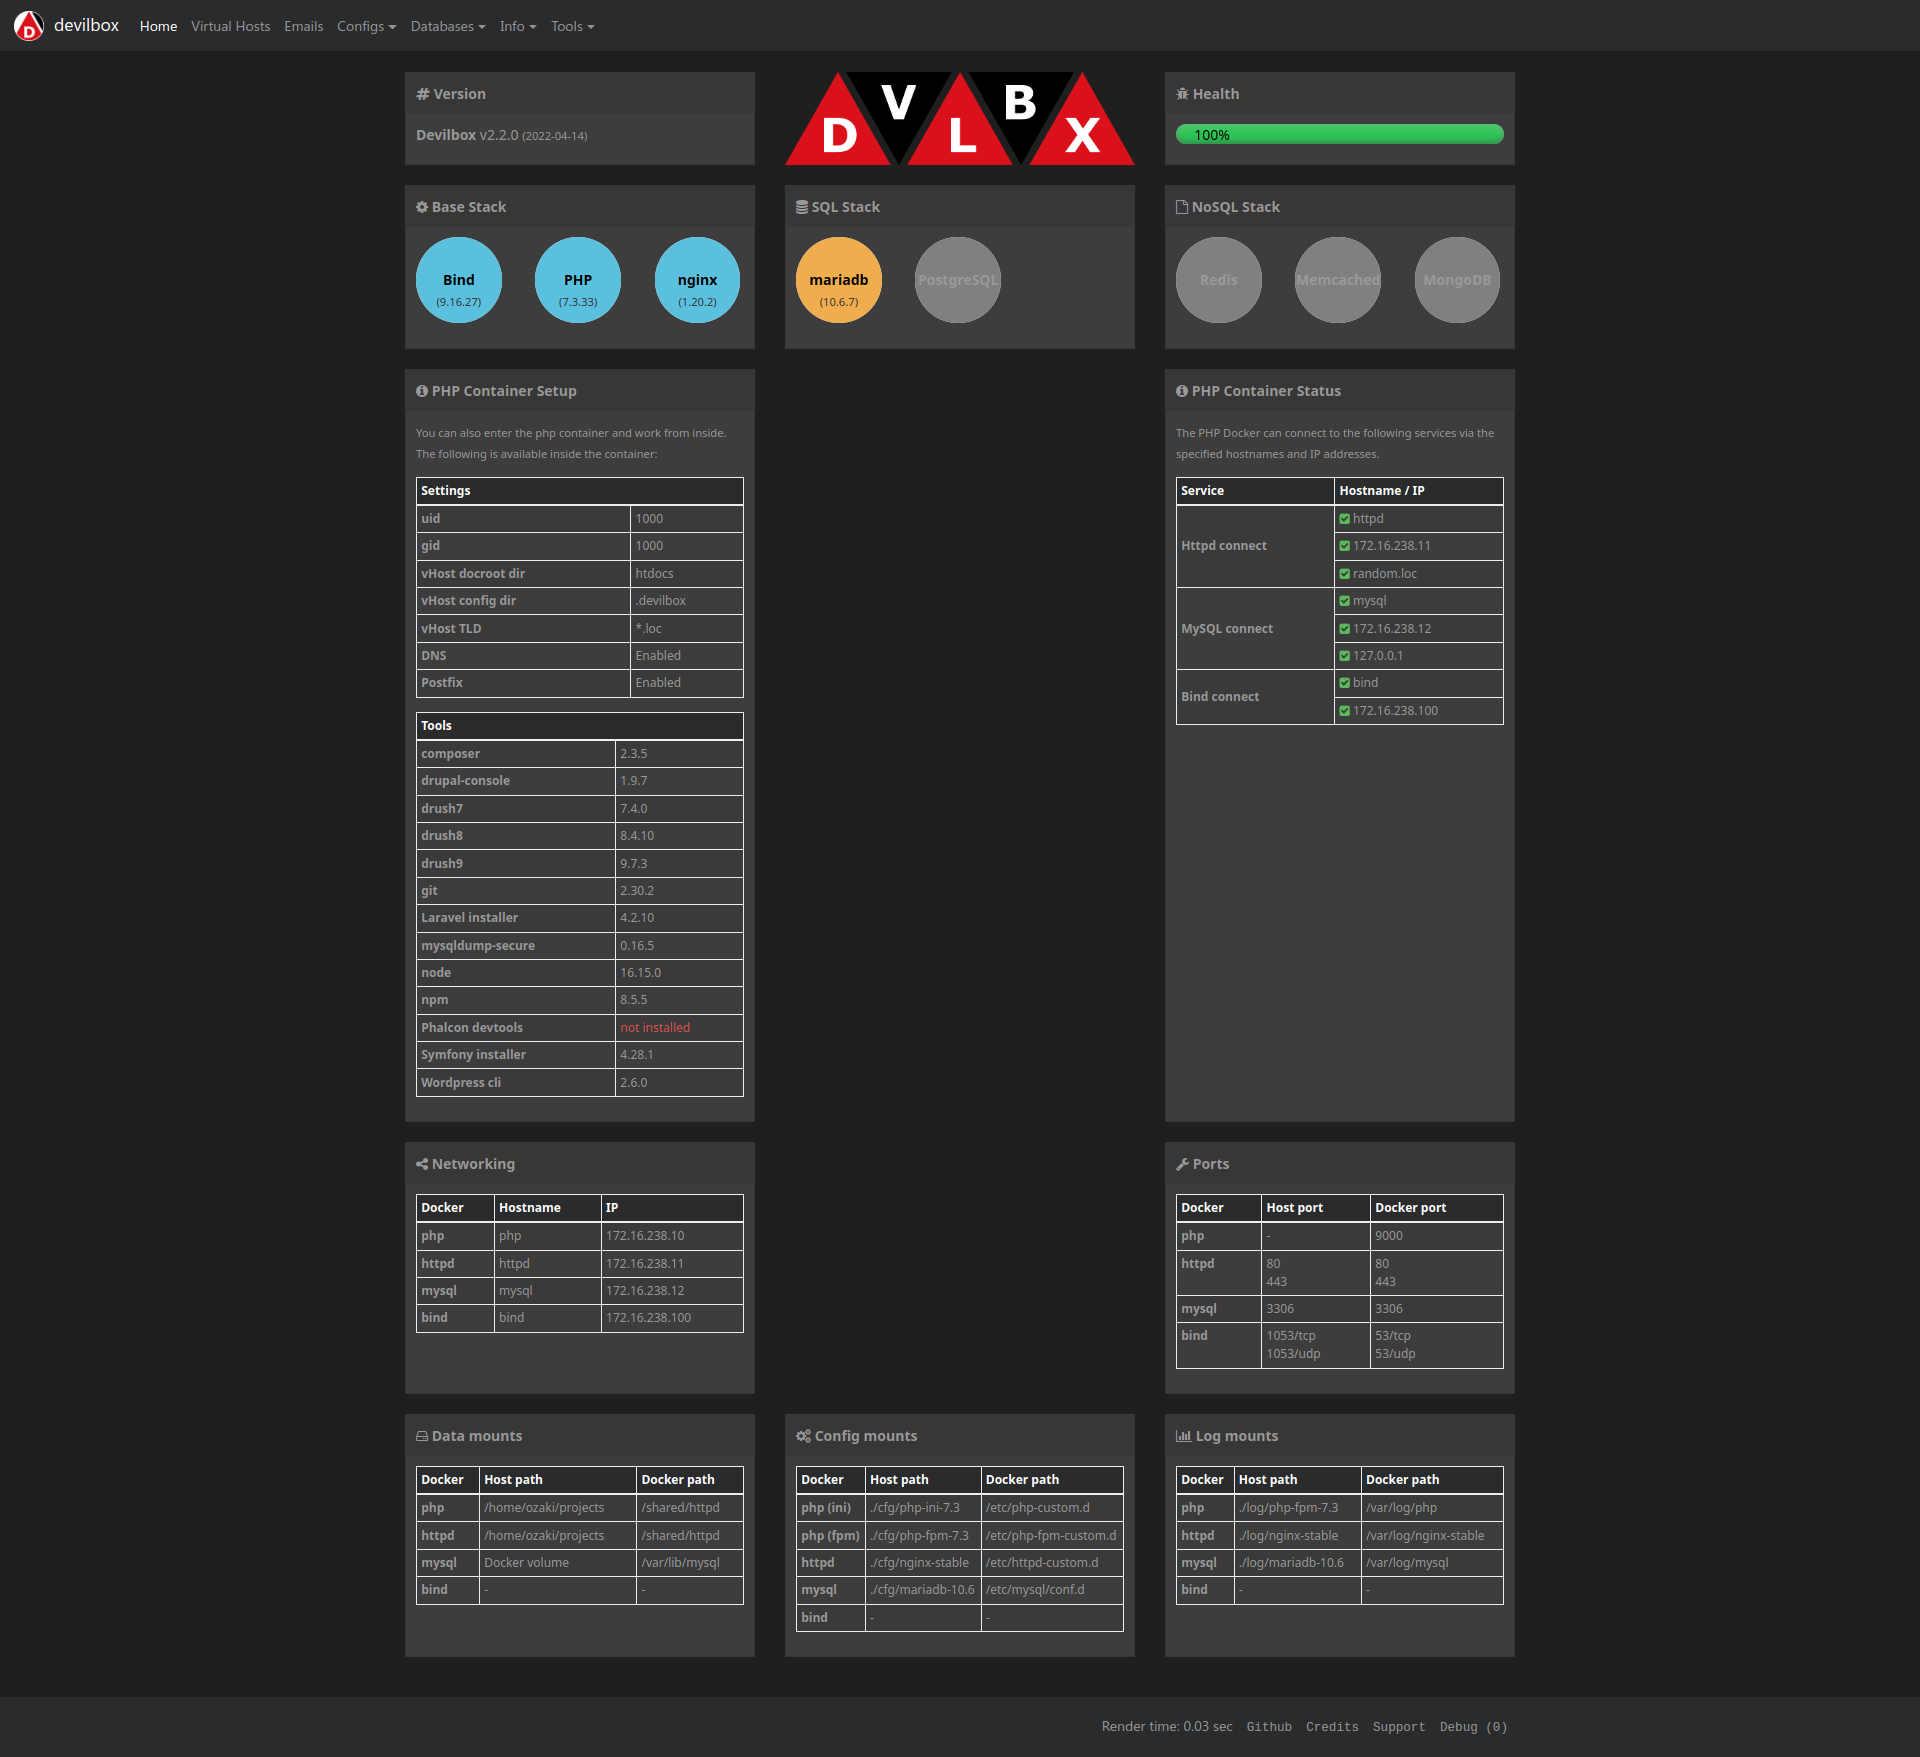 devilbox Home Virtual Hosts Emails Configs Databases Info Tools
Version
Devilbox v2.2.0 (2022-04-14)
D V L B X
Health
100%
Base Stack
Bind
(9.16.27)
PHP
(7.3.33)
nginx
(1.20.2)
SQL Stack
mariadb
(10.6.7)
PostgreSQL
NoSQL Stack
Redis
Memcached
MongoDB
PHP Container Setup
You can also enter the php container and work from inside.
The following is available inside the container:
Settings
uid 1000
gid 1000
vHost docroot dir htdocs
vHost config dir .devilbox
vHost TLD *.loc
DNS Enabled
Postfix Enabled
Tools
composer 2.3.5
drupal-console 1.9.7
drush7 7.4.0
drush8 8.4.10
drush9 9.7.3
git 2.30.2
Laravel installer 4.2.10
mysqldump-secure 0.16.5
node 16.15.0
npm 8.5.5
Phalcon devtools not installed
Symfony installer 4.28.1
Wordpress cli 2.6.0
PHP Container Status
The PHP Docker can connect to the following services via the
specified hostnames and IP addresses.
Service Hostname / IP
Httpd connect
httpd
172.16.238.11
random.loc
MySQL connect
mysql
172.16.238.12
127.0.0.1
Bind connect
bind
172.16.238.100
Networking
Docker Hostname IP
php php 172.16.238.10
httpd httpd 172.16.238.11
mysql mysql 172.16.238.12
bind bind 172.16.238.100
Ports
Docker Host port Docker port
php - 9000
httpd 80 80
443 443
mysql 3306 3306
bind 1053/tcp 53/tcp
1053/udp 53/udp
Data mounts
Docker Host path Docker path
php /home/ozaki/projects /shared/httpd
httpd /home/ozaki/projects /shared/httpd
mysql Docker volume /var/lib/mysql
bind - -
Config mounts
Docker Host path Docker path
php (ini) ./cfg/php-ini-7.3 /etc/php-custom.d
php (fpm) ./cfg/php-fpm-7.3 /etc/php-fpm-custom.d
httpd ./cfg/nginx-stable /etc/httpd-custom.d
mysql ./cfg/mariadb-10.6 /etc/mysql/conf.d
bind - -
Log mounts
Docker Host path Docker path
php ./log/php-fpm-7.3 /var/log/php
httpd ./log/nginx-stable /var/log/nginx-stable
mysql ./log/mariadb-10.6 /var/log/mysql
bind - -
Render time: 0.03 sec Github Credits Support Debug (0)